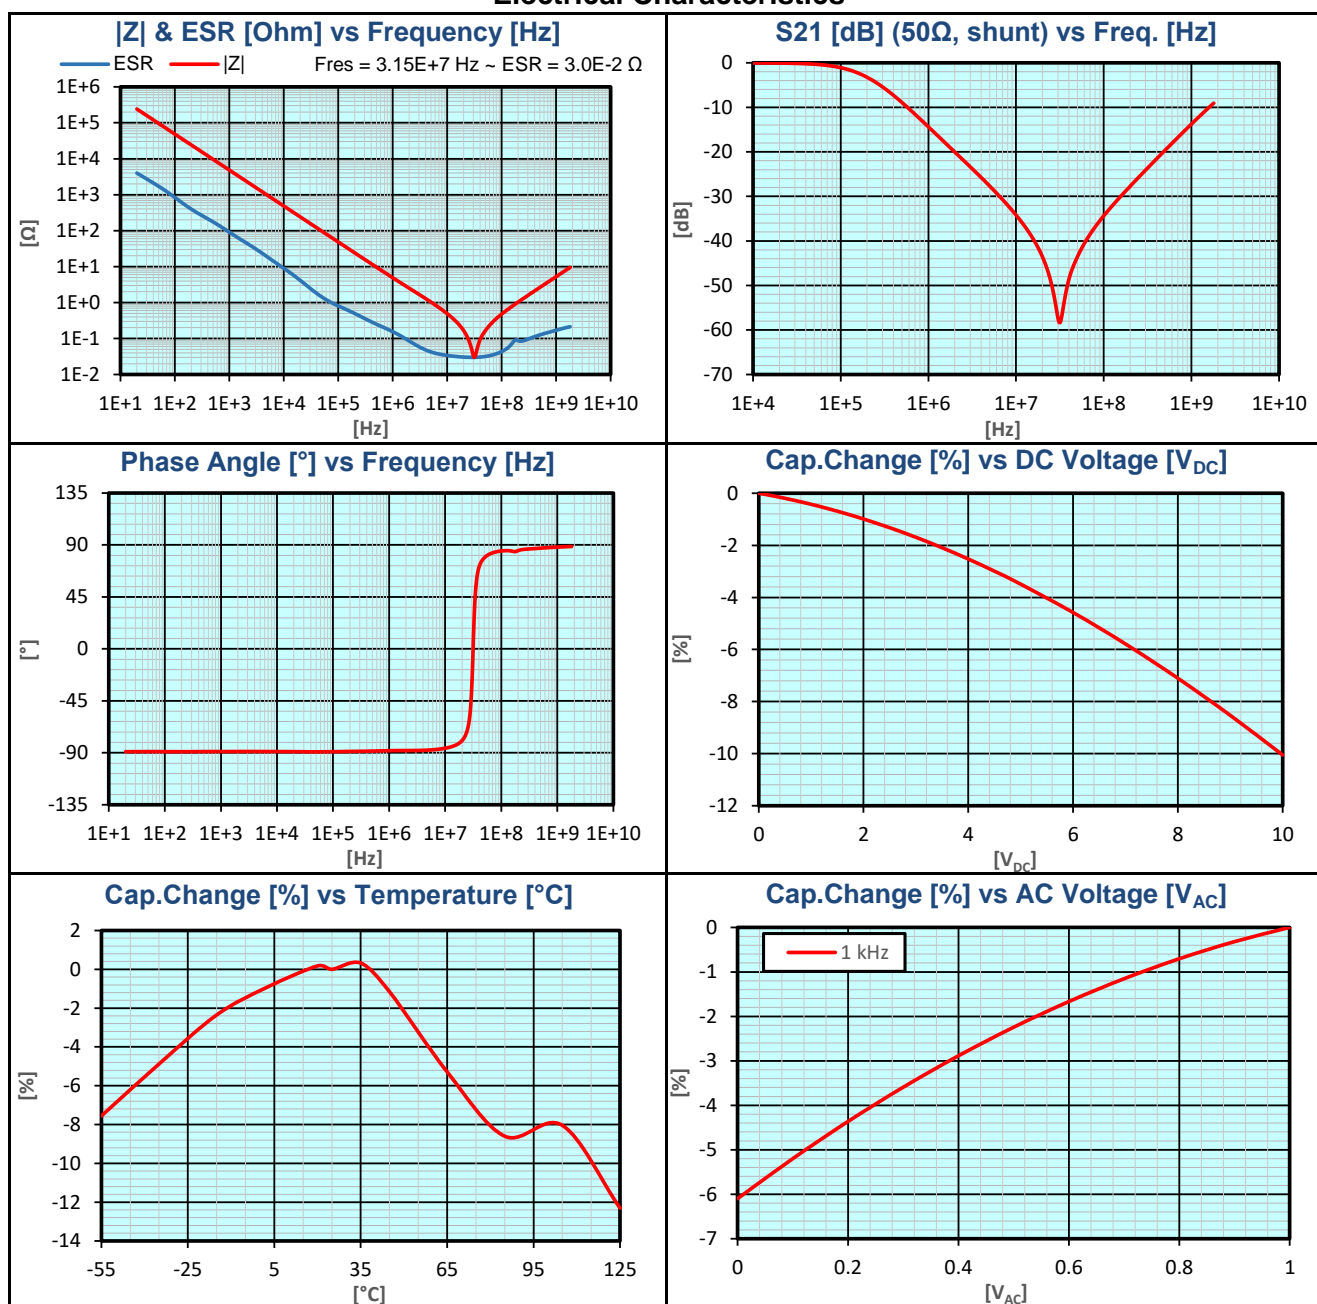 Electrical Characteristics
|Z| & ESR [Ohm] vs Frequency [Hz]
ESR |Z| Fres = 3.15E+7 Hz ~ ESR = 3.0E-2 Ω
1E+6
1E+5
1E+4
1E+3
1E+2
1E+1
1E+0
1E-1
1E-2
[Ω]
1E+1 1E+2 1E+3 1E+4 1E+5 1E+6 1E+7 1E+8 1E+9 1E+10
[Hz]
S21 [dB] (50Ω, shunt) vs Freq. [Hz]
0
-10
-20
-30
-40
-50
-60
-70
[dB]
1E+4 1E+5 1E+6 1E+7 1E+8 1E+9 1E+10
[Hz]
Phase Angle [°] vs Frequency [Hz]
135
90
45
0
-45
-90
-135
[°]
1E+1 1E+2 1E+3 1E+4 1E+5 1E+6 1E+7 1E+8 1E+9 1E+10
[Hz]
Cap.Change [%] vs DC Voltage [VDC]
0
-2
-4
-6
-8
-10
-12
[%]
0 2 4 6 8 10
[VDC]
Cap.Change [%] vs Temperature [°C]
2
0
-2
-4
-6
-8
-10
-12
-14
[%]
-55 -25 5 35 65 95 125
[°C]
Cap.Change [%] vs AC Voltage [VAC]
1 kHz
0
-1
-2
-3
-4
-5
-6
-7
[%]
0 0.2 0.4 0.6 0.8 1
[VAC]